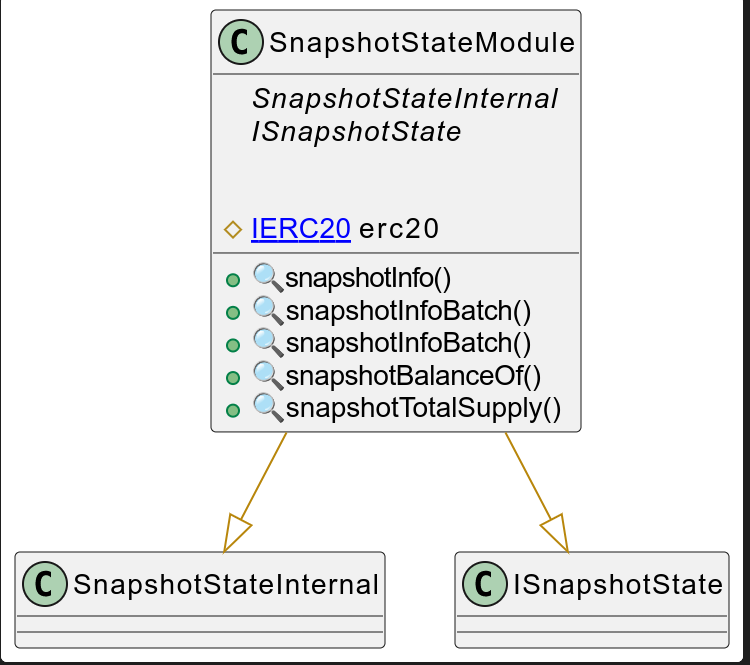 C SnapshotStateModule
SnapshotStateInternal
ISnapshotState
IERC20 erc20
🔍snapshotInfo()
🔍snapshotInfoBatch()
🔍snapshotInfoBatch()
🔍snapshotBalanceOf()
🔍snapshotTotalSupply()
C SnapshotStateInternal
C ISnapshotState